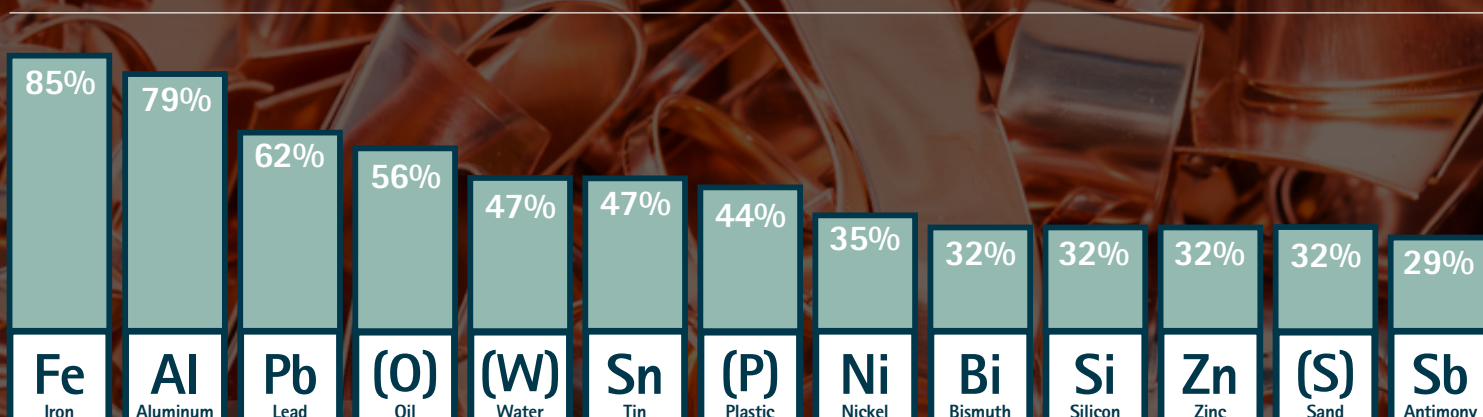 85%
79%
62%
56%
47%
47%
44%
35%
32%
32%
32%
32%
29%
Fe
Al
Pb
(O)
(W)
Sn
(P)
Ni
Bi
Si
Zn
(S)
Sb
Iron
Aluminum
Lead
Oil
Water
Tin
Plastic
Nickel
Bismuth
Silicon
Zinc
Sand
Antimony